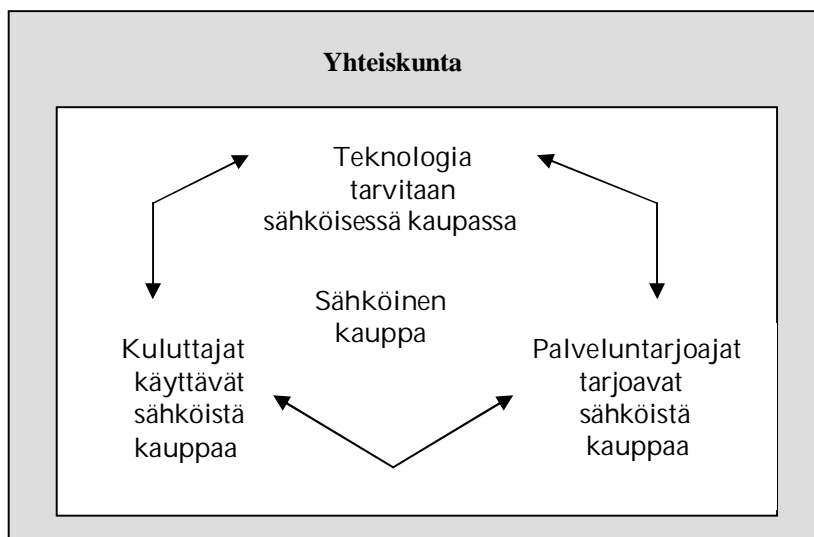 Yhteiskunta
Teknologia
tarvitaan
sähköisessä kaupassa
Sähköinen
kauppa
Kuluttajat
käyttävät
sähköistä
kauppaa
Palveluntarjoajat
tarjoavat
sähköistä
kauppaa